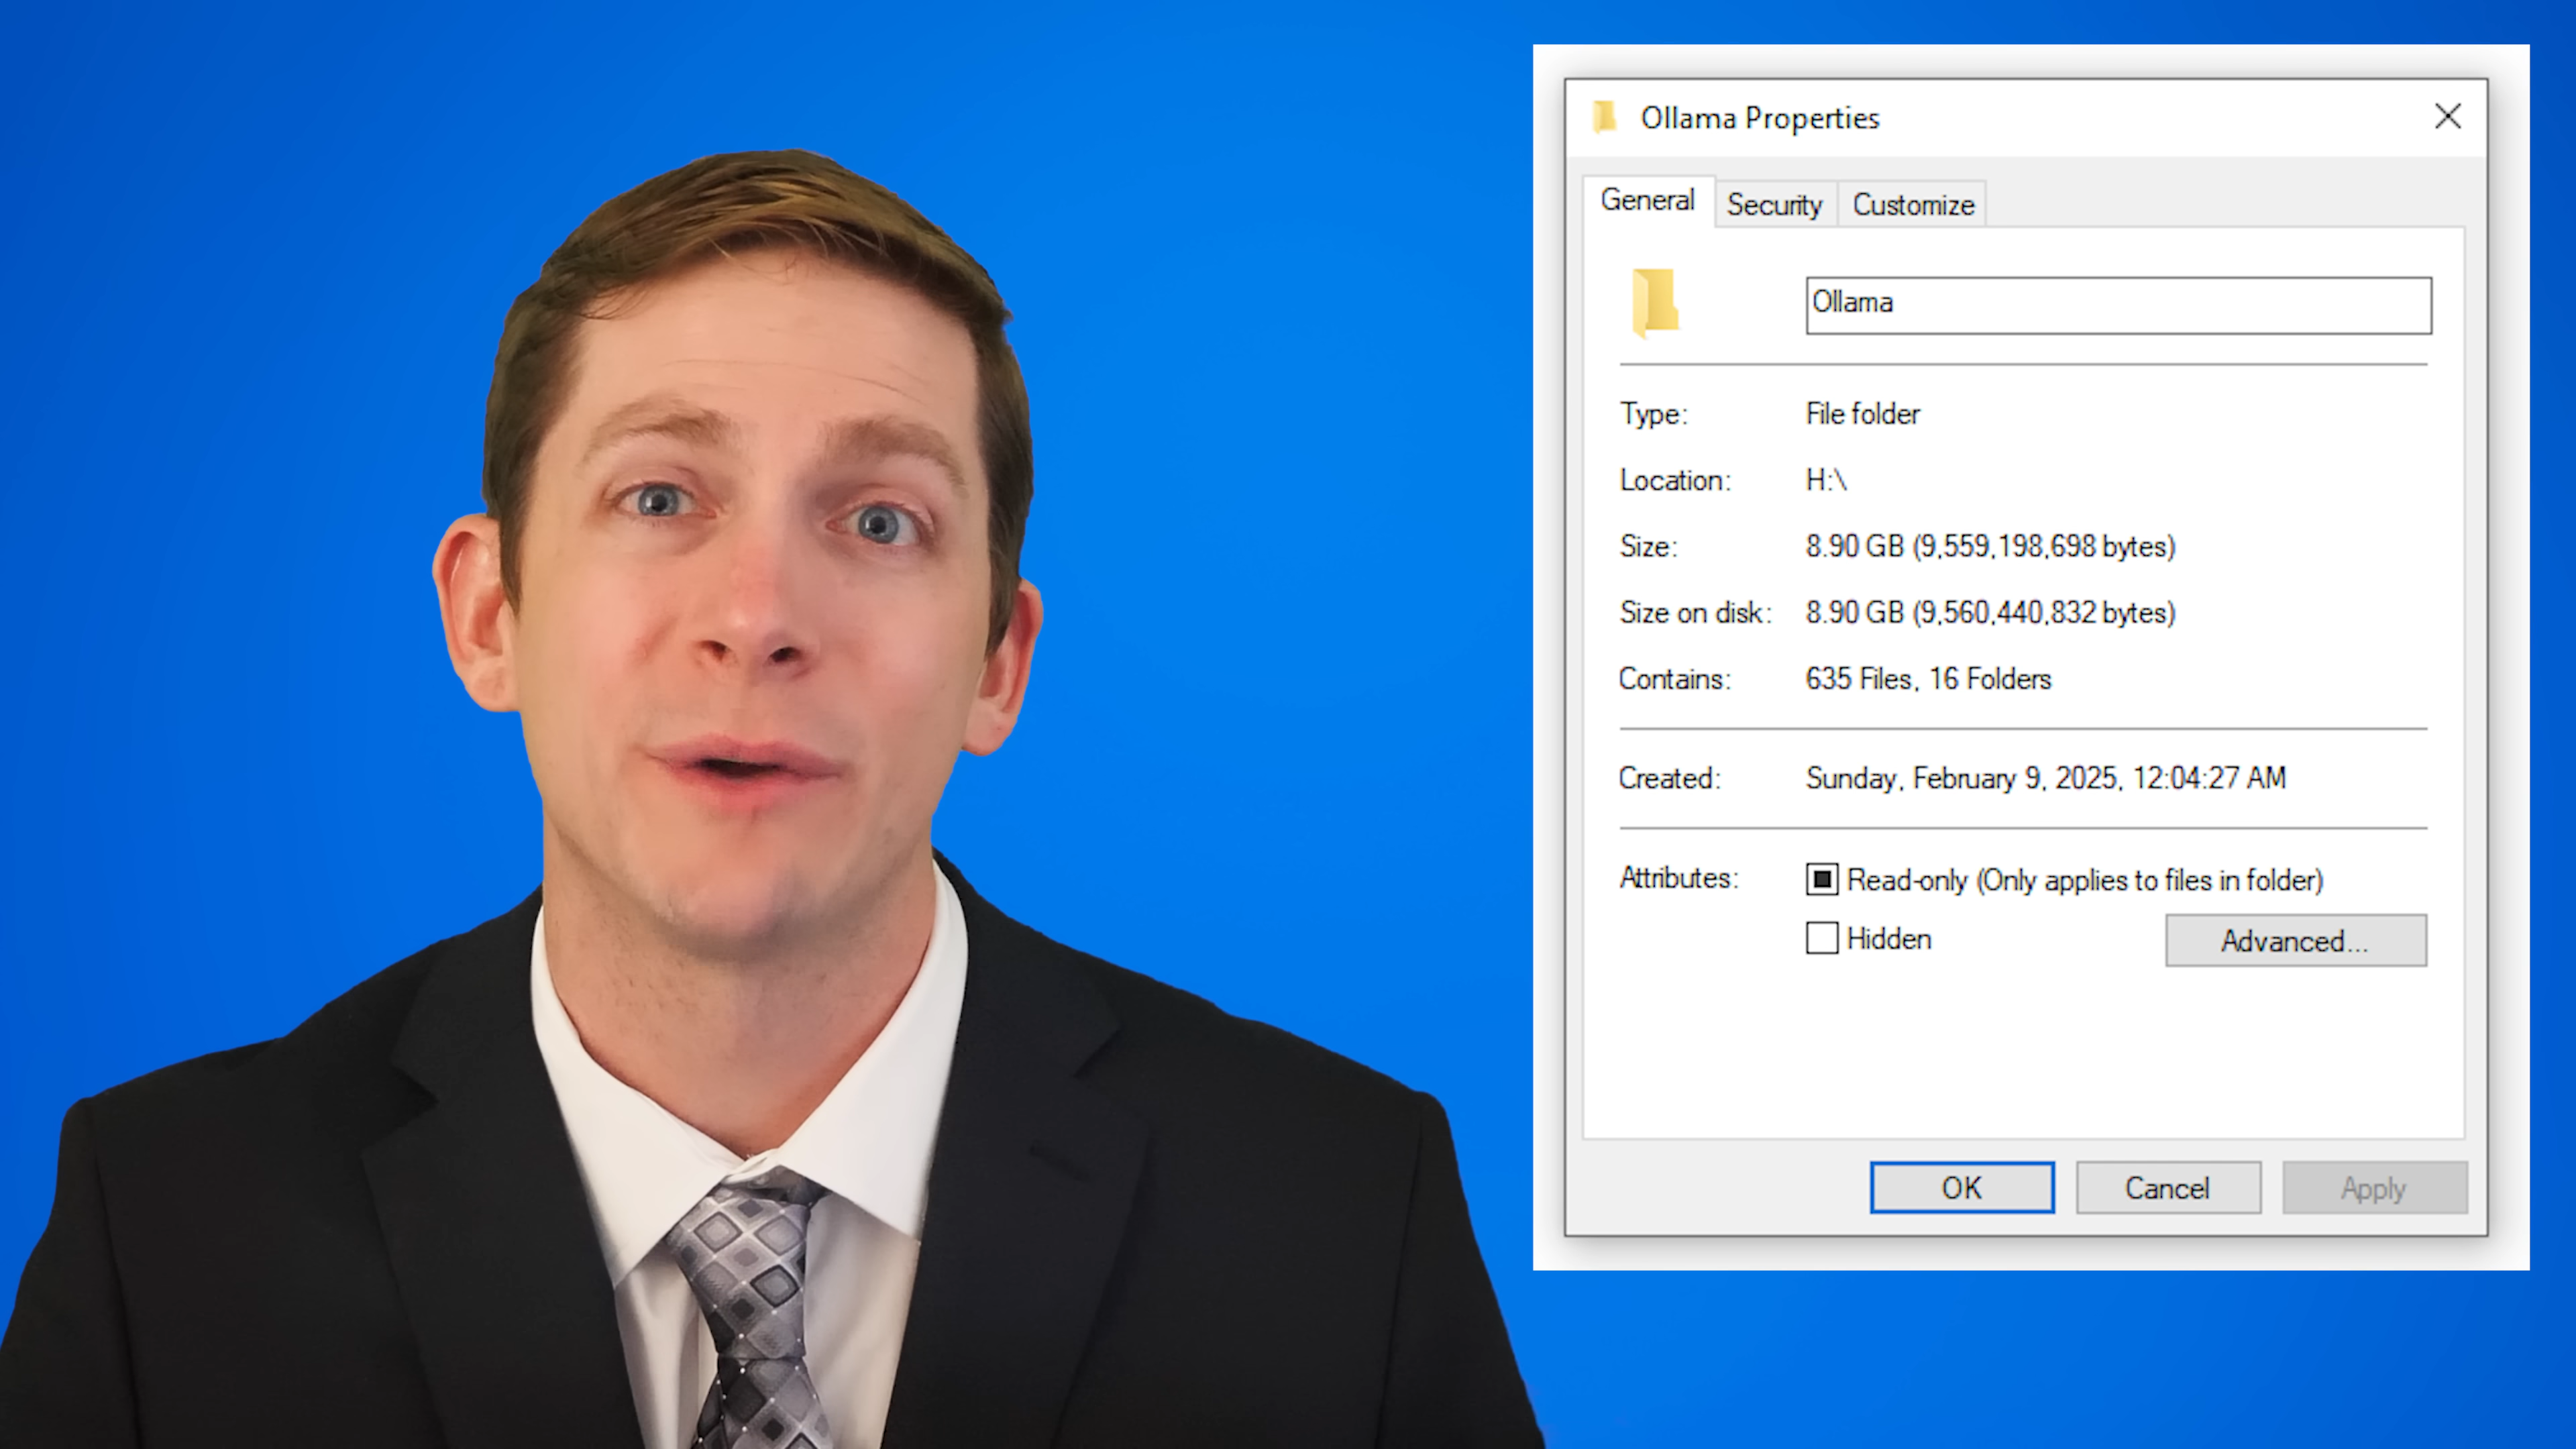 Ollama Properties
General Security Customize
Ollama
Type: File folder
Location: H:\
Size: 8.90 GB (9,559,198,698 bytes)
Size on disk: 8.90 GB (9,560,440,832 bytes)
Contains: 635 Files, 16 Folders
Created: Sunday, February 9, 2025, 12:04:27 AM
Attributes: Read-only (Only applies to files in folder)
Hidden Advanced...
OK Cancel Apply